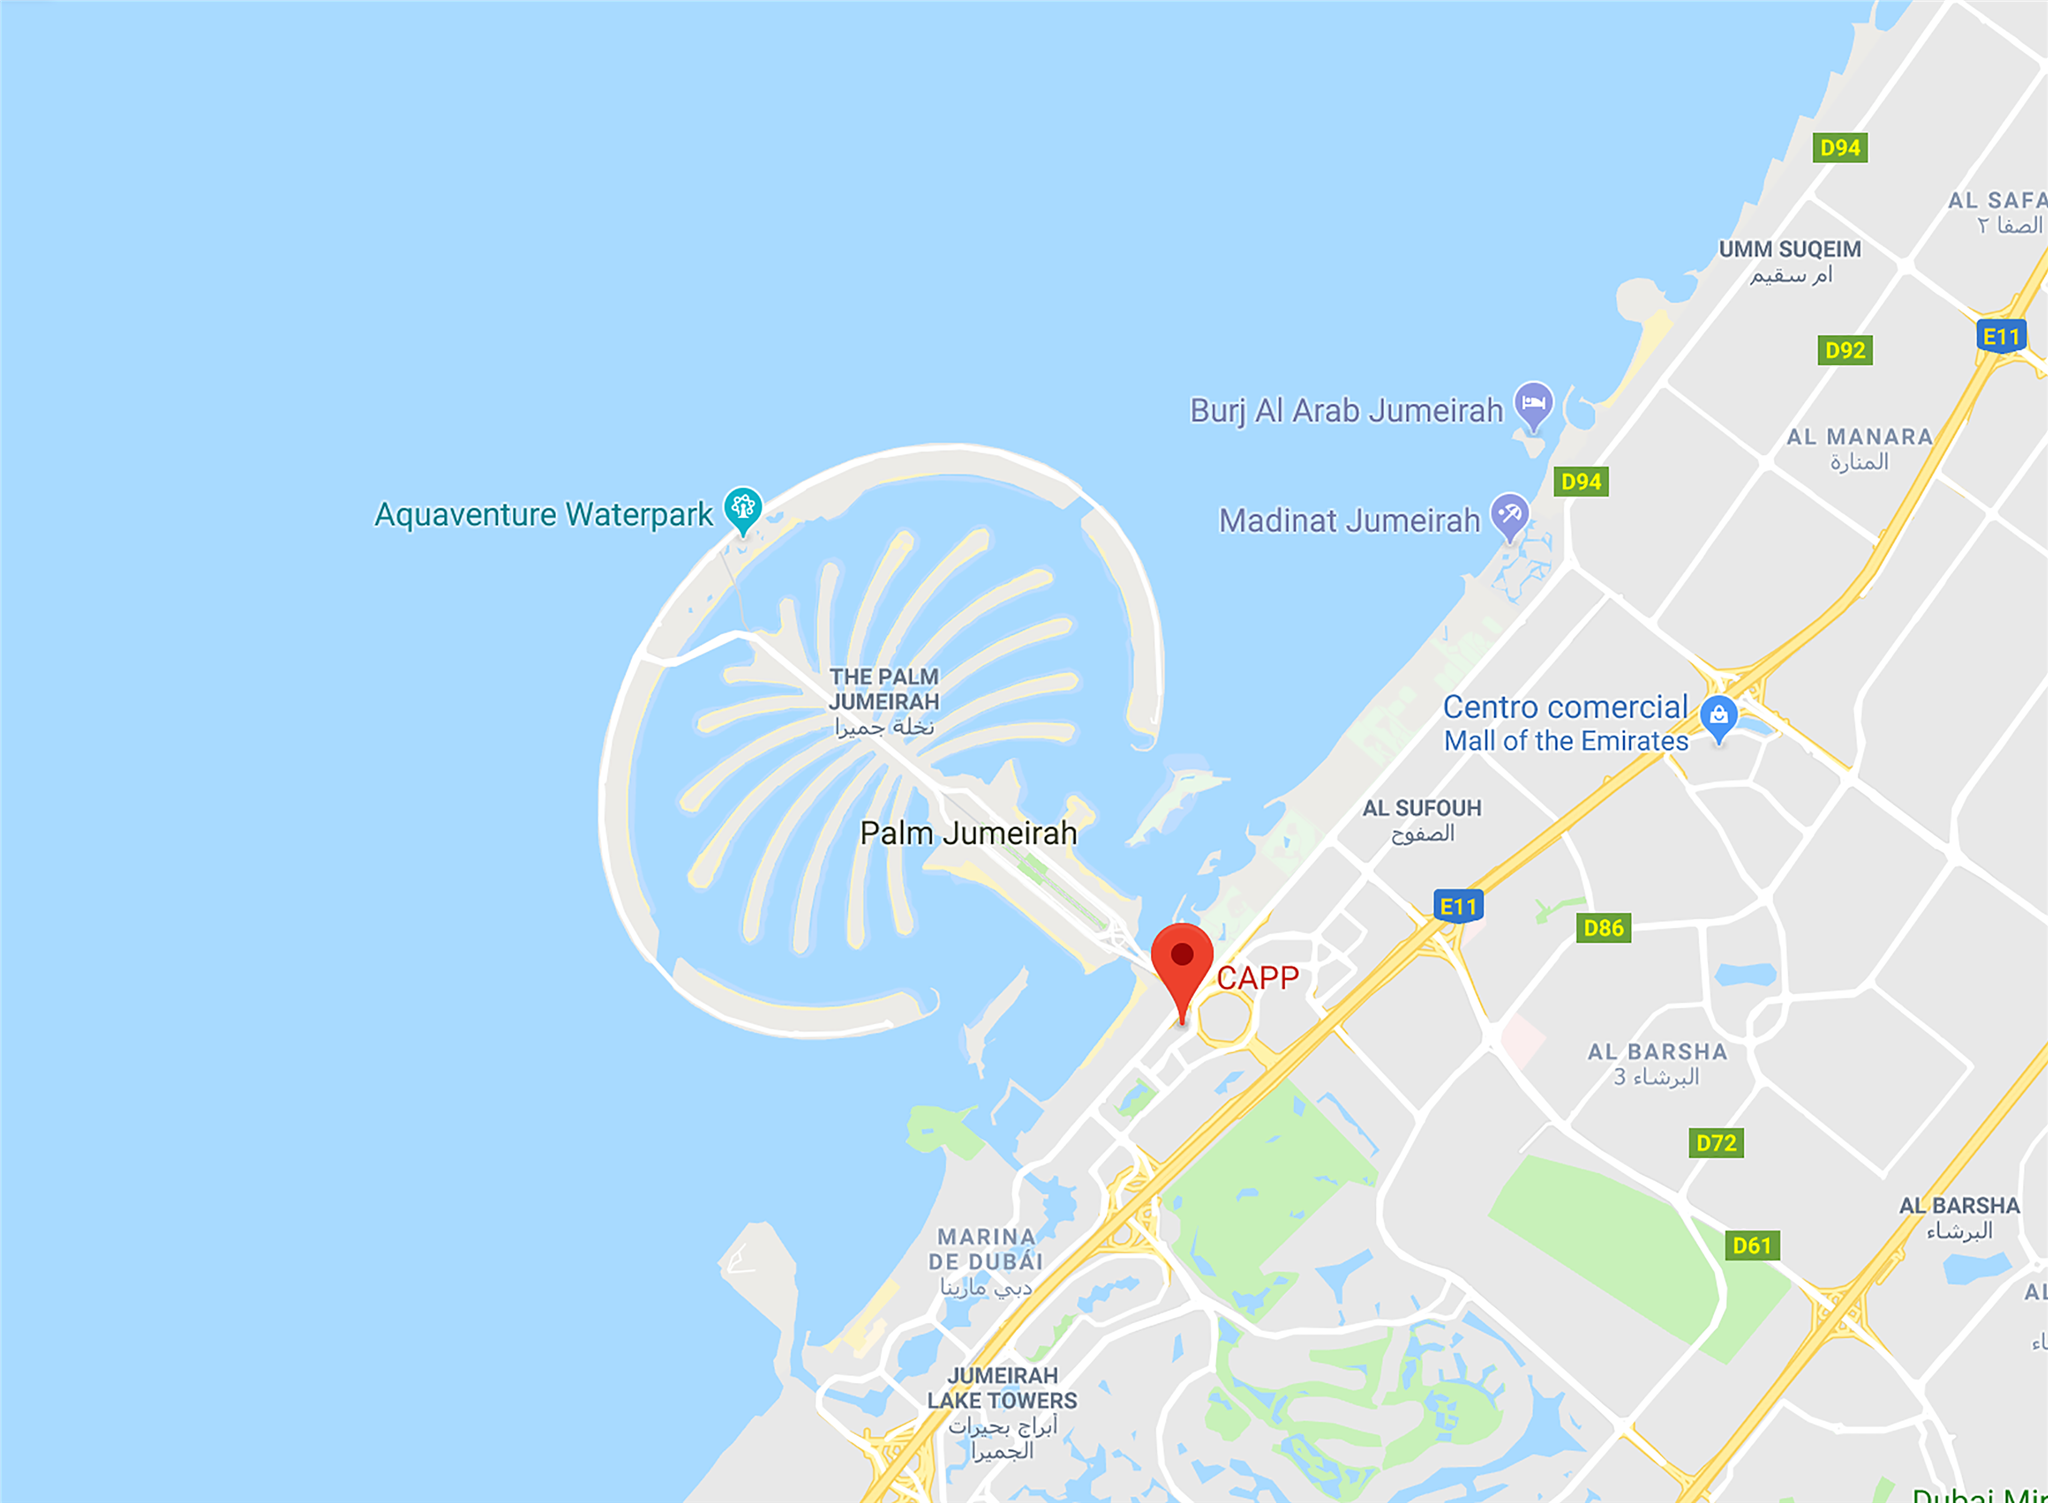 D94
AL SAFA
الصفا ٢
UMM SUQEIM
ام سقيم
E11
D92
Burj Al Arab Jumeirah
AL MANARA
المنارة
D94
Aquaventure Waterpark
Madinat Jumeirah
THE PALM
JUMEIRAH
نخلة جميرا
Centro comercial
Mall of the Emirates
AL SUFOUH
الصفوح
Palm Jumeirah
E11
D86
CAPP
AL BARSHA
البرشاء 3
D72
AL BARSHA
البرشاء
MARINA
DE DUBÁI
دبي مارينا
D61
AL
JUMEIRAH
LAKE TOWERS
أبراج بحيرات
الجميرا